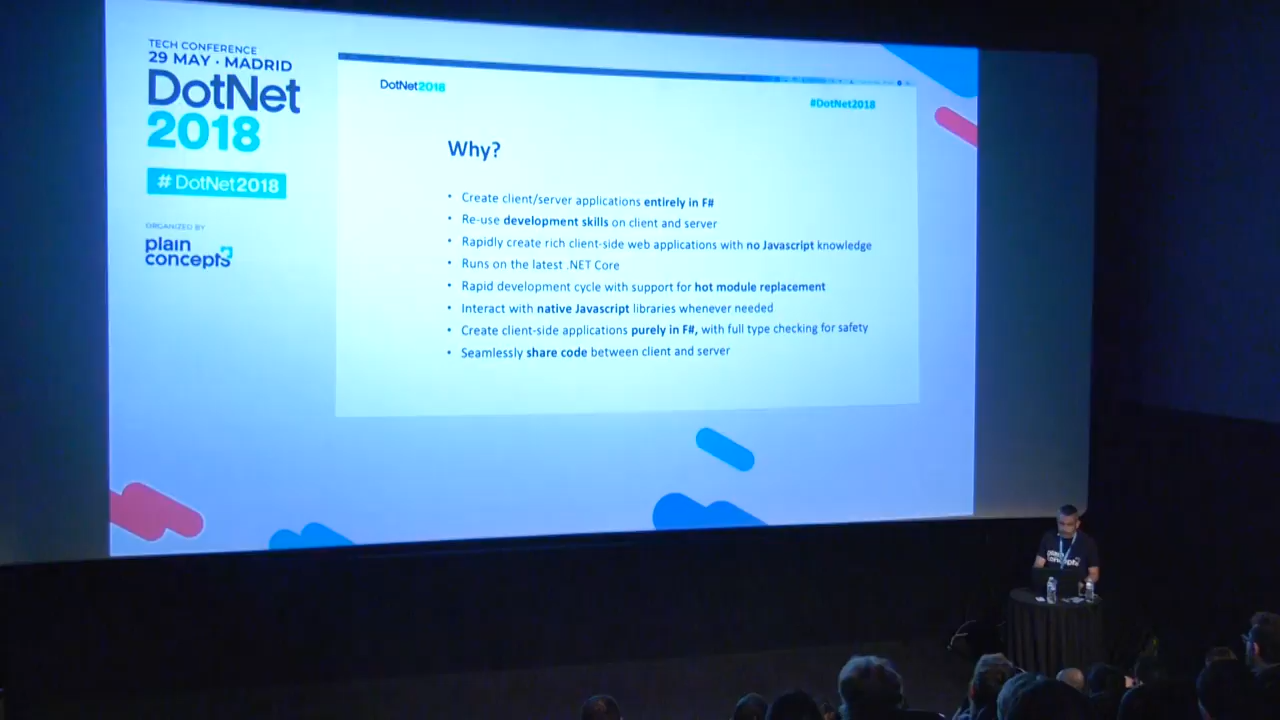 TECH CONFERENCE
29 MAY · MADRID
DotNet
2018
# DotNet2018
ORGANIZED BY
plain
concepts
DotNet2018
#DotNet2018
Why?
• Create client/server applications entirely in F#
• Re-use development skills on client and server
• Rapidly create rich client-side web applications with no Javascript knowledge
• Runs on the latest .NET Core
• Rapid development cycle with support for hot module replacement
• Interact with native Javascript libraries whenever needed
• Create client-side applications purely in F#, with full type checking for safety
• Seamlessly share code between client and server
plain
concepts